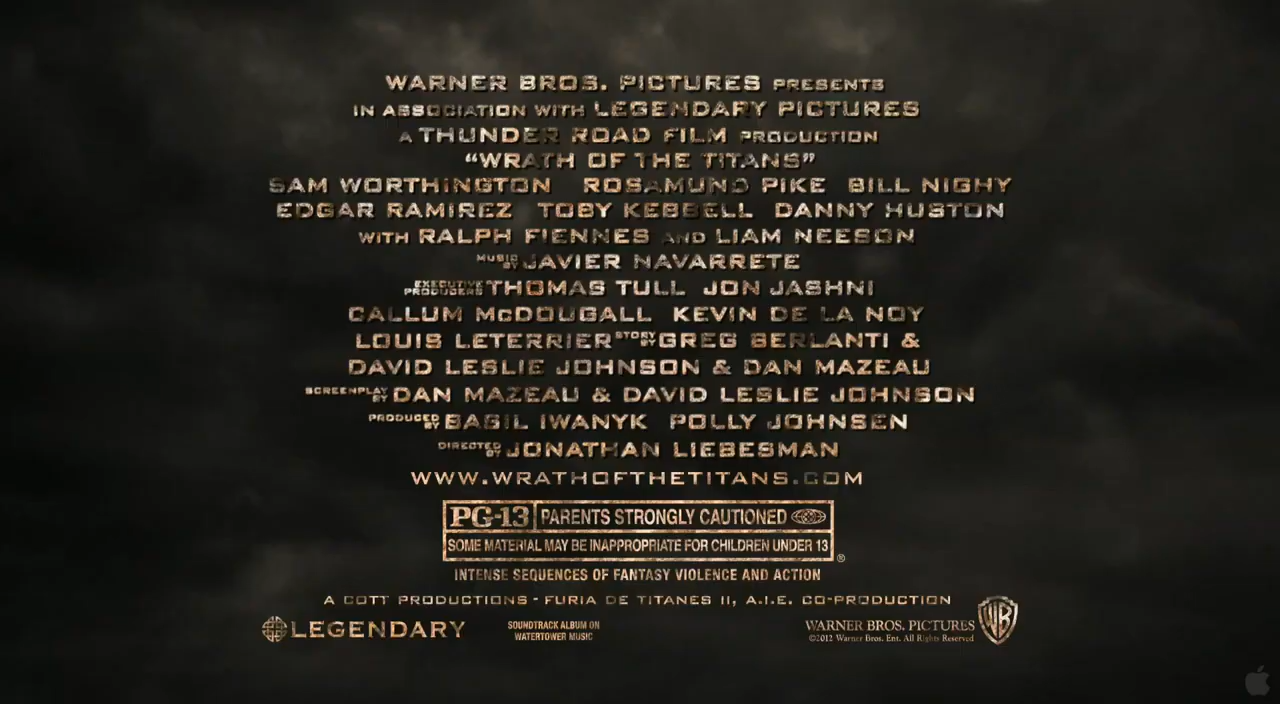 WARNER BROS. PICTURES PRESENTS
IN ASSOCIATION WITH LEGENDARY PICTURES
A THUNDER ROAD FILM PRODUCTION
“WRATH OF THE TITANS”
SAM WORTHINGTON ROSAMUND PIKE BILL NIGHY
EDGAR RAMIREZ TOBY KEBBELL DANNY HUSTON
WITH RALPH FIENNES AND LIAM NEESON
MUSIC BY JAVIER NAVARRETE
EXECUTIVE PRODUCERS THOMAS TULL JON JASHNI
CALLUM McDOUGALL KEVIN DE LA NOY
LOUIS LETERRIER STORY BY GREG BERLANTI &
DAVID LESLIE JOHNSON & DAN MAZEAU
SCREENPLAY BY DAN MAZEAU & DAVID LESLIE JOHNSON
PRODUCED BY BASIL IWANYK POLLY JOHNSEN
DIRECTED BY JONATHAN LIEBESMAN
WWW.WRATHOFTHETITANS.COM
PG-13 PARENTS STRONGLY CAUTIONED
SOME MATERIAL MAY BE INAPPROPRIATE FOR CHILDREN UNDER 13 ®
INTENSE SEQUENCES OF FANTASY VIOLENCE AND ACTION
A COTT PRODUCTIONS - FURIA DE TITANES II, A.I.E. CO-PRODUCTION
LEGENDARY
SOUNDTRACK ALBUM ON
WATERTOWER MUSIC
WARNER BROS. PICTURES
©2012 Warner Bros. Ent. All Rights Reserved
WB